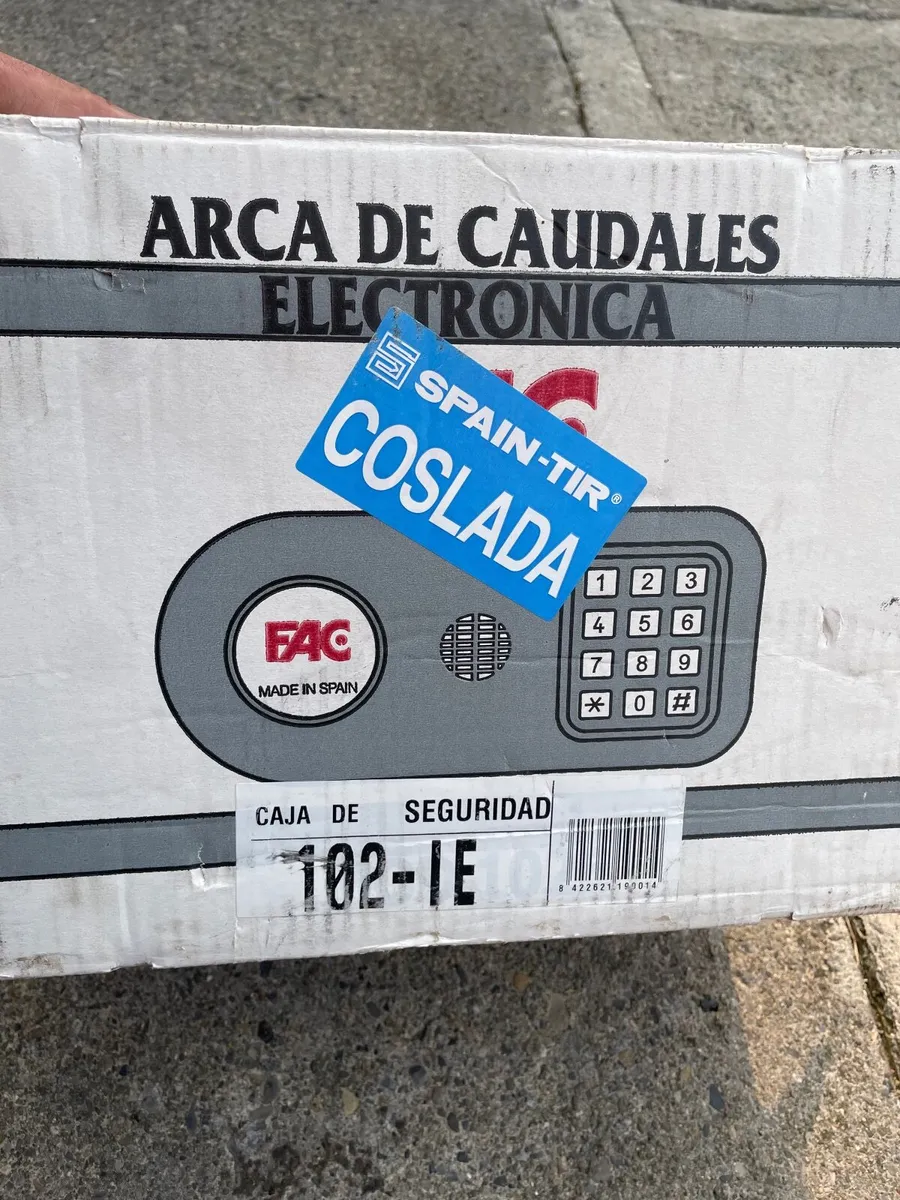 ARCA DE CAUDALES
ELECTRONICA
SPAIN-TIR®
COSLADA
1 2 3
4 5 6
7 8 9
* 0 #
FAC
MADE IN SPAIN
CAJA DE SEGURIDAD
102-IE
8 422621 190014